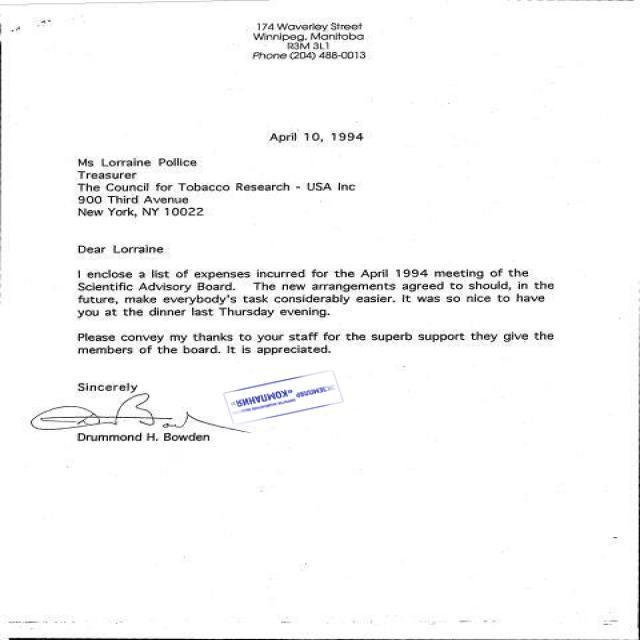 174 Waverley Street
Winnipeg, Manitoba
R3M 3L1
Phone (204) 488-0013
April 10, 1994
Ms Lorraine Pollice
Treasurer
The Council for Tobacco Research - USA Inc
900 Third Avenue
New York, NY 10022
Dear Lorraine
I enclose a list of expenses incurred for the April 1994 meeting of the
Scientific Advisory Board. The new arrangements agreed to should, in the
future, make everybody's task considerably easier. It was so nice to have
you at the dinner last Thursday evening.
Please convey my thanks to your staff for the superb support they give the
members of the board. It is appreciated.
Sincerely
Drummond H. Bowden
"КОМПАНИЯ"